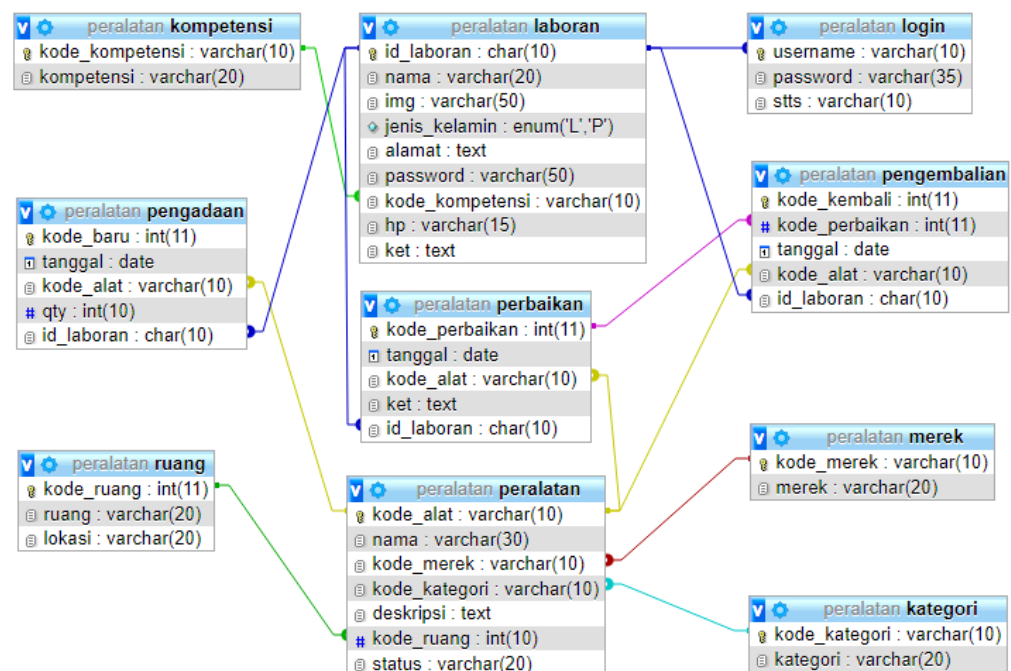 peralatan kompetensi
kode_kompetensi : varchar(10)
kompetensi : varchar(20)
peralatan laboran
id_laboran : char(10)
nama : varchar(20)
img : varchar(50)
jenis_kelamin : enum('L','P')
alamat : text
password : varchar(50)
kode_kompetensi : varchar(10)
hp : varchar(15)
ket : text
peralatan login
username : varchar(10)
password : varchar(35)
stts : varchar(10)
peralatan pengadaan
kode_baru : int(11)
tanggal : date
kode_alat : varchar(10)
qty : int(10)
id_laboran : char(10)
peralatan perbaikan
kode_perbaikan : int(11)
tanggal : date
kode_alat : varchar(10)
ket : text
id_laboran : char(10)
peralatan pengembalian
kode_kembali : int(11)
kode_perbaikan : int(11)
tanggal : date
kode_alat : varchar(10)
id_laboran : char(10)
peralatan ruang
kode_ruang : int(11)
ruang : varchar(20)
lokasi : varchar(20)
peralatan peralatan
kode_alat : varchar(10)
nama : varchar(30)
kode_merek : varchar(10)
kode_kategori : varchar(10)
deskripsi : text
kode_ruang : int(10)
status : varchar(20)
peralatan merek
kode_merek : varchar(10)
merek : varchar(20)
peralatan kategori
kode_kategori : varchar(10)
kategori : varchar(20)